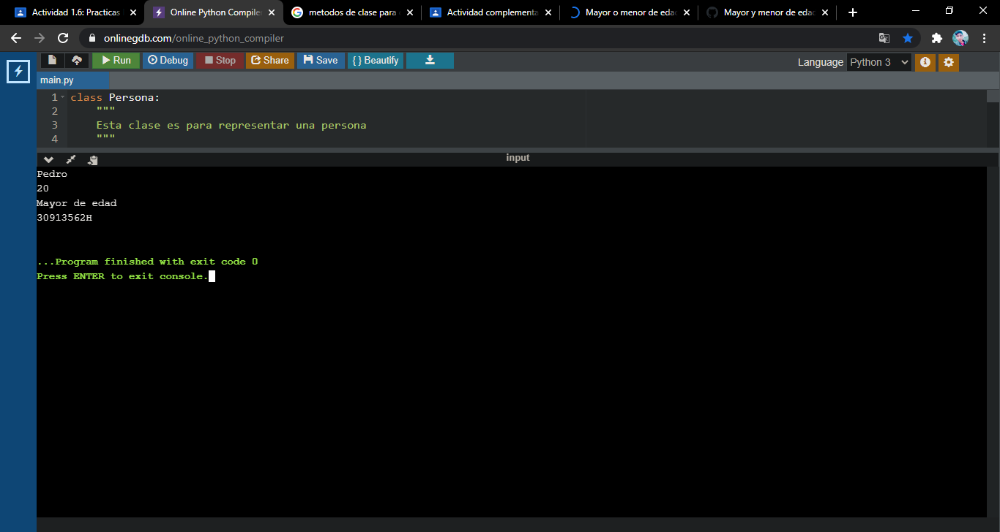 Actividad 1.6: Practicas
Online Python Compiler
metodos de clase para
Actividad complementa
Mayor o menor de edad
Mayor y menor de edad
onlinegdb.com/online_python_compiler
Run
Debug
Stop
Share
Save
{ } Beautify
Language
Python 3
main.py
1 class Persona:
2 """
3 Esta clase es para representar una persona
4 """
input
Pedro
20
Mayor de edad
30913562H
...Program finished with exit code 0
Press ENTER to exit console.